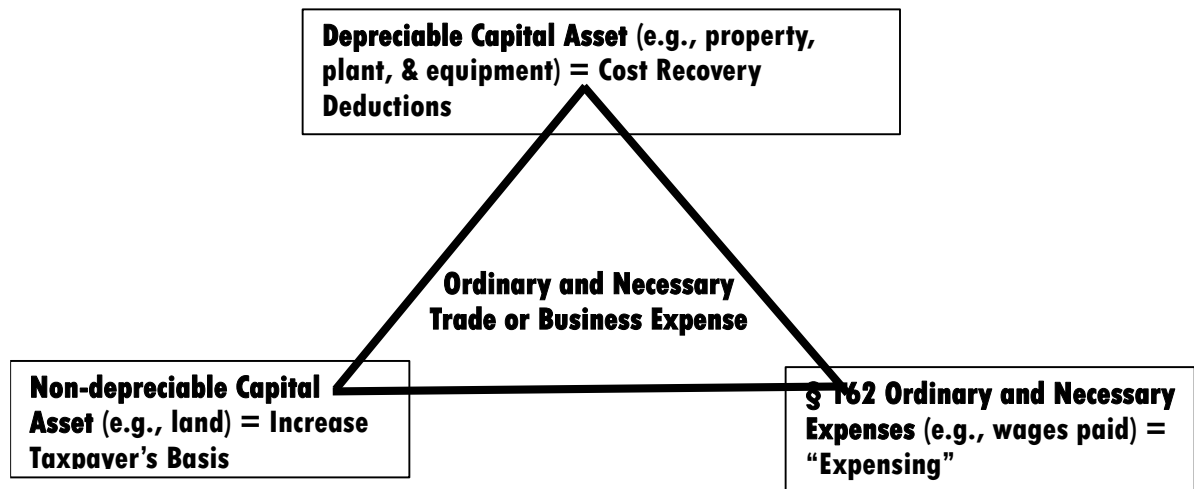 Depreciable Capital Asset (e.g., property,
plant, & equipment) = Cost Recovery
Deductions
Ordinary and Necessary
Trade or Business Expense
Non-depreciable Capital
Asset (e.g., land) = Increase
Taxpayer's Basis
§ 162 Ordinary and Necessary
Expenses (e.g., wages paid) =
“Expensing”